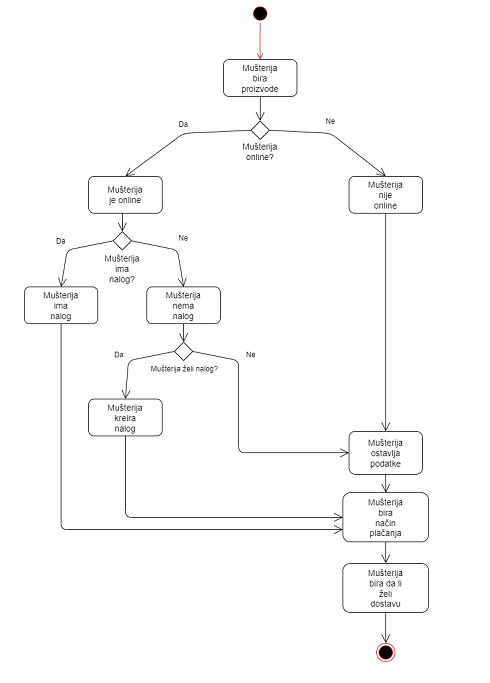 Mušterija
bira
proizvode
Da
Ne
Mušterija
online?
Mušterija
je online
Mušterija
nije
online
Da
Ne
Mušterija
ima
nalog?
Mušterija
ima
nalog
Mušterija
nema
nalog
Da
Ne
Mušterija želi nalog?
Mušterija
kreira
nalog
Mušterija
ostavlja
podatke
Mušterija
bira
način
plačanja
Mušterija
bira da li
želi
dostavu